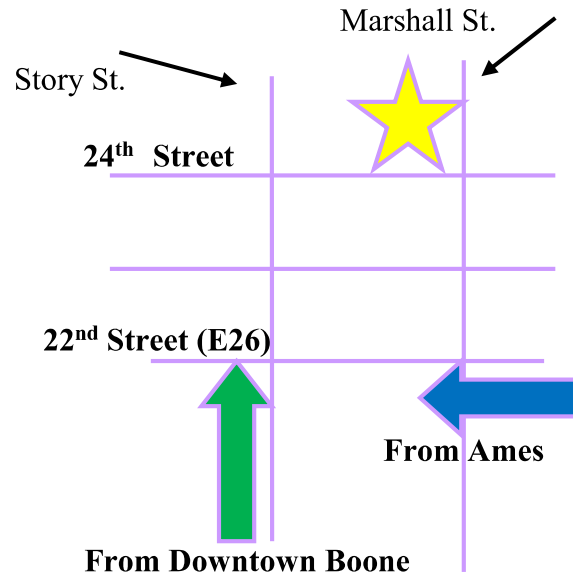 Marshall St.
Story St.
24th Street
22nd Street (E26)
From Ames
From Downtown Boone